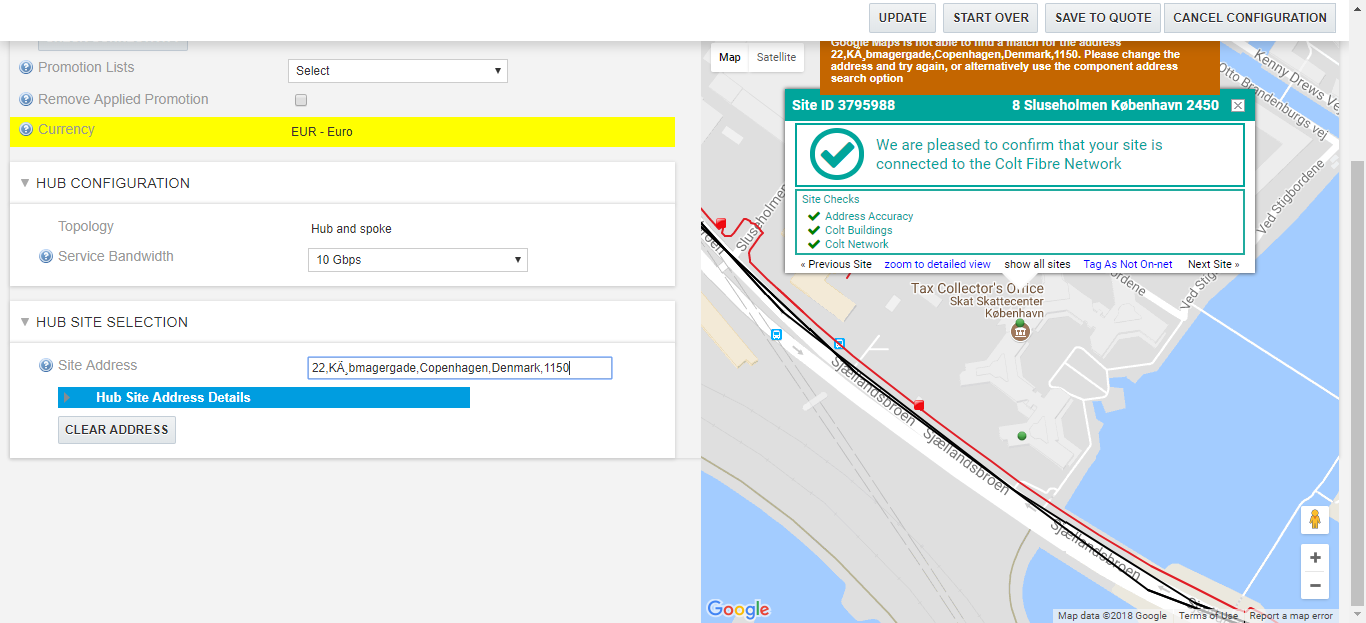 UPDATE
START OVER
SAVE TO QUOTE
CANCEL CONFIGURATION
Promotion Lists
Select
Remove Applied Promotion
Currency
EUR - Euro
HUB CONFIGURATION
Topology
Hub and spoke
Service Bandwidth
10 Gbps
HUB SITE SELECTION
Site Address
22,KÃ¸bmagergade,Copenhagen,Denmark,1150
Hub Site Address Details
CLEAR ADDRESS
Map
Satellite
Google Maps is not able to find a match for the address
22,KÃ¸bmagergade,Copenhagen,Denmark,1150. Please change the
address and try again, or alternatively use the component address
search option
Site ID 3795988
8 Sluseholmen København 2450
We are pleased to confirm that your site is
connected to the Colt Fibre Network
Site Checks
Address Accuracy
Colt Buildings
Colt Network
« Previous Site
zoom to detailed view
show all sites
Tag As Not On-net
Next Site »
Kenny Drews Vej
Otto Brandenburgs vej
Ved Stigbordene
Sluseholmen
Tax Collector's Office
Skat Skattecenter
København
Sjællandsbroen
Sjællandsbroen
Sjællandsbroen
Google
Map data ©2018 Google
Terms of Use
Report a map error